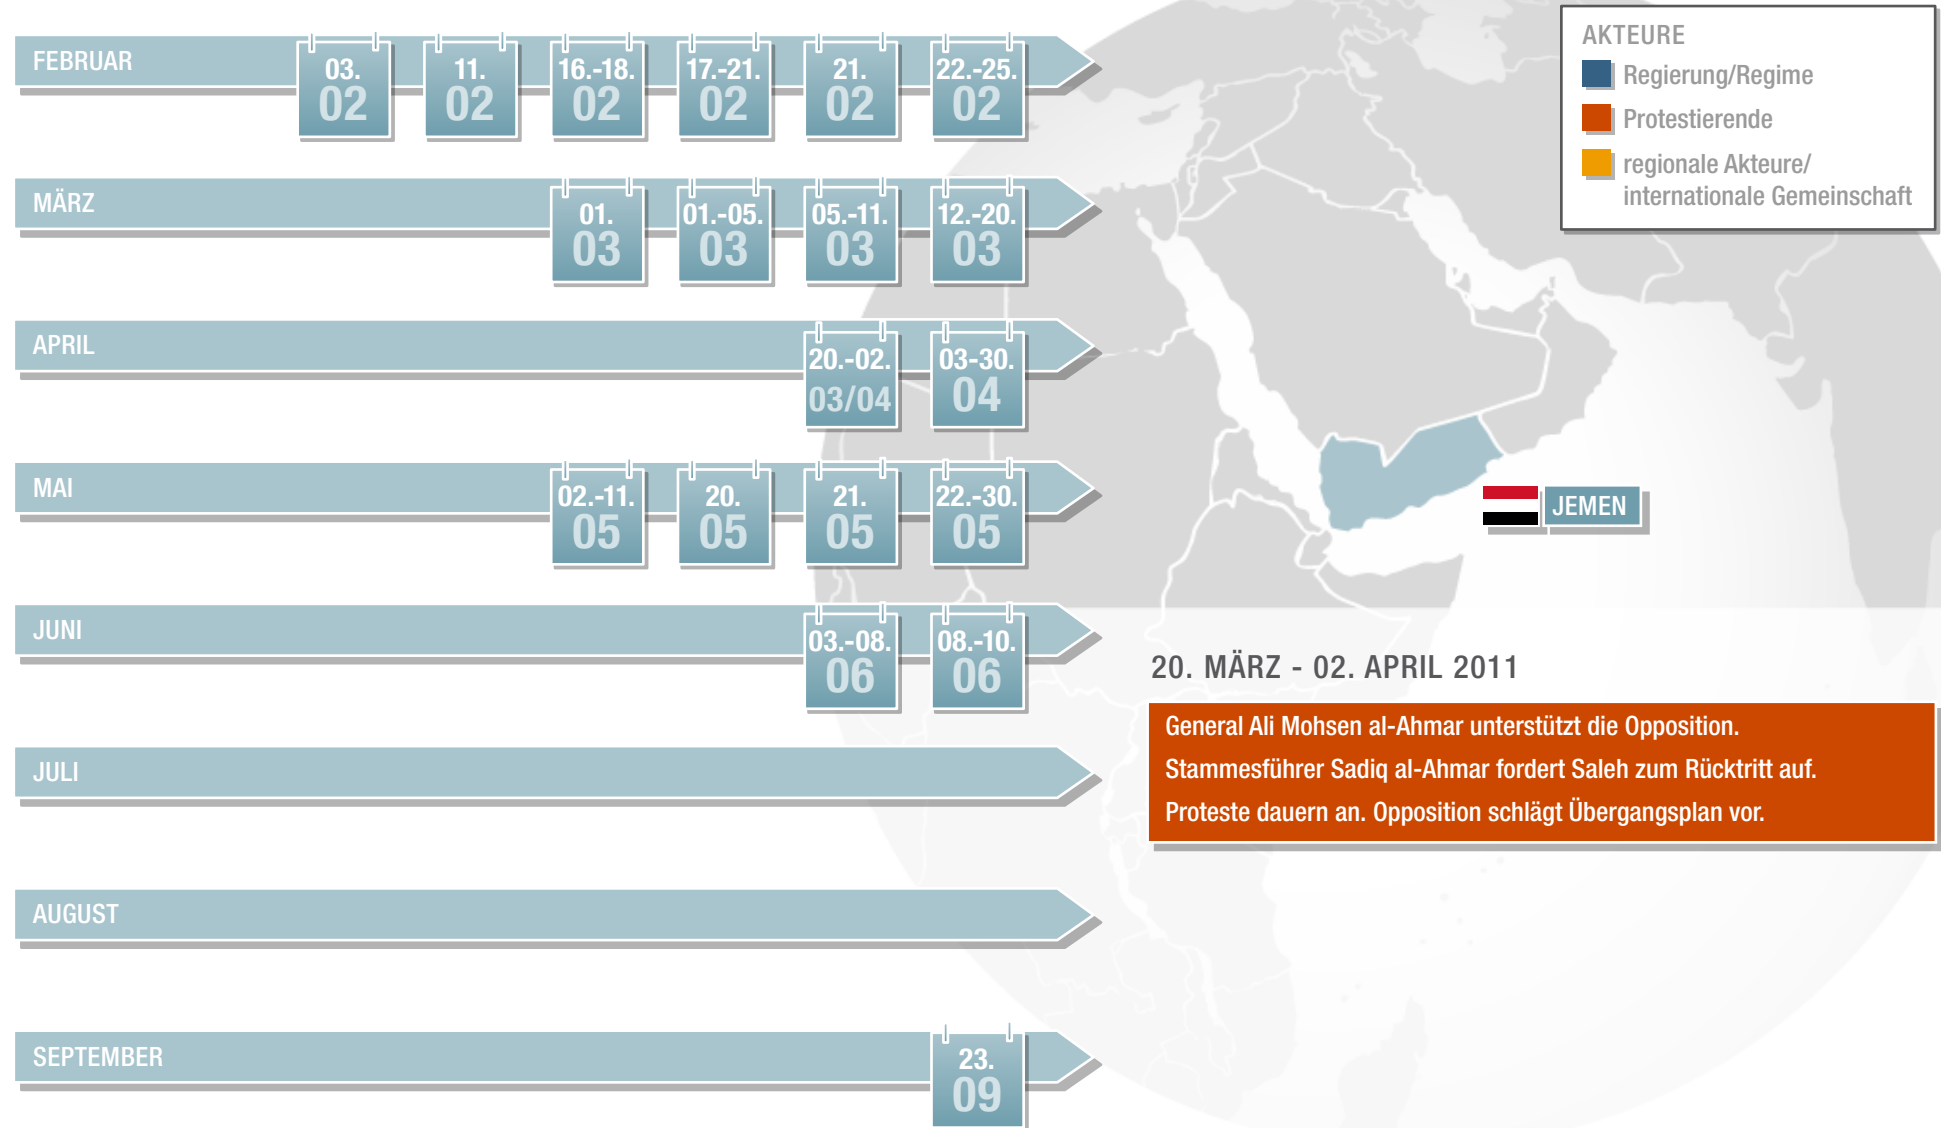 FEBRUAR
03.
02
11.
02
16.-18.
02
17.-21.
02
21.
02
22.-25.
02
MÄRZ
01.
03
01.-05.
03
05.-11.
03
12.-20.
03
APRIL
20.-02.
03/04
03-30.
04
MAI
02.-11.
05
20.
05
21.
05
22.-30.
05
JUNI
03.-08.
06
08.-10.
06
JULI
AUGUST
SEPTEMBER
23.
09
AKTEURE
Regierung/Regime
Protestierende
regionale Akteure/
internationale Gemeinschaft
JEMEN
20. MÄRZ - 02. APRIL 2011
General Ali Mohsen al-Ahmar unterstützt die Opposition.
Stammesführer Sadiq al-Ahmar fordert Saleh zum Rücktritt auf.
Proteste dauern an. Opposition schlägt Übergangsplan vor.